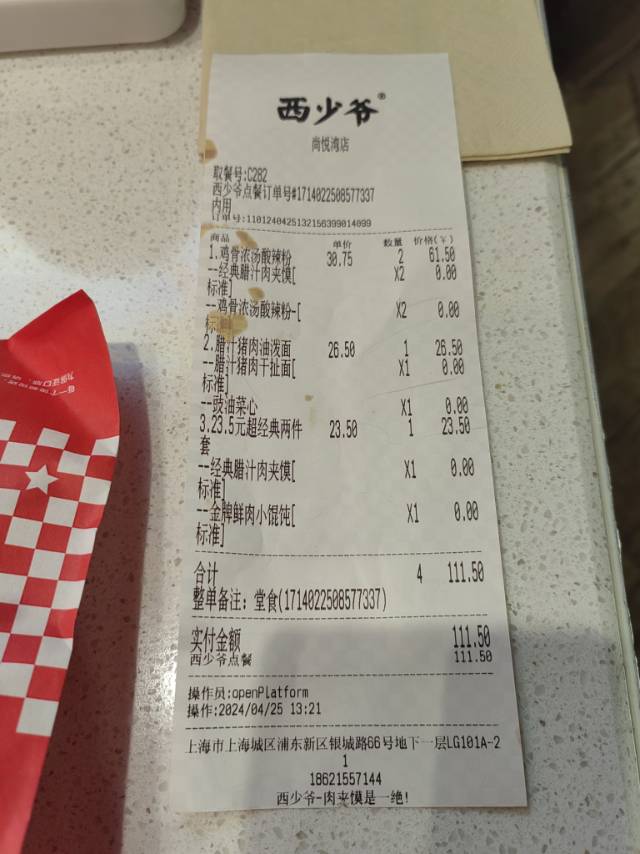 西少爷®
尚悦湾店
取餐号:C282
西少爷点餐订单号#1714022508577337
内用
订单号:1101240425132156399014099
商品 单价 数量 价格(￥)
1.鸡骨浓汤酸辣粉 30.75 2 61.50
--经典腊汁肉夹馍[ X2 0.00
标准]
--鸡骨浓汤酸辣粉-[ X2 0.00
标准]
2.腊汁猪肉油泼面 26.50 1 26.50
--腊汁猪肉干扯面[ X1 0.00
标准]
--豉油菜心 X1 0.00
3.23.5元超经典两件 23.50 1 23.50
套
--经典腊汁肉夹馍[ X1 0.00
标准]
--金牌鲜肉小馄饨[ X1 0.00
标准]
合计 4 111.50
整单备注: 堂食(1714022508577337)
实付金额 111.50
西少爷点餐 111.50
操作员:openPlatform
操作:2024/04/25 13:21
上海市上海城区浦东新区银城路66号地下一层LG101A-2
1
18621557144
西少爷-肉夹馍是一绝!